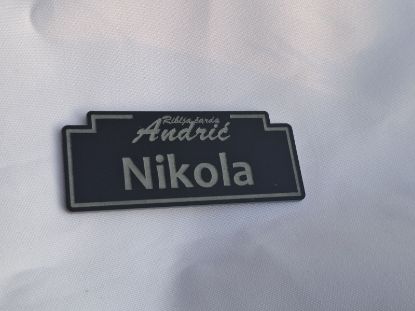 Riblja čarda
Andrić
Nikola